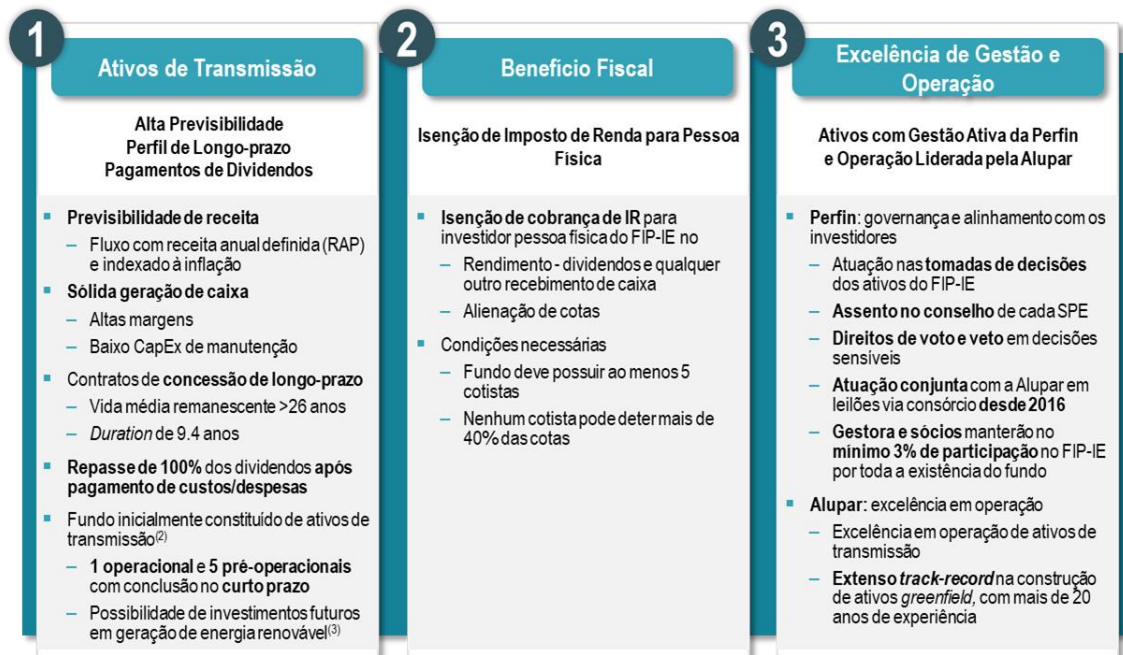 1
Ativos de Transmissão
Alta Previsibilidade
Perfil de Longo-prazo
Pagamentos de Dividendos
▪ Previsibilidade de receita
– Fluxo com receita anual definida (RAP)
e indexado à inflação
▪ Sólida geração de caixa
– Altas margens
– Baixo CapEx de manutenção
▪ Contratos de concessão de longo-prazo
– Vida média remanescente >26 anos
– Duration de 9.4 anos
▪ Repasse de 100% dos dividendos após
pagamento de custos/despesas
▪ Fundo inicialmente constituído de ativos de
transmissão(2)
– 1 operacional e 5 pré-operacionais
com conclusão no curto prazo
– Possibilidade de investimentos futuros
em geração de energia renovável(3)
2
Benefício Fiscal
Isenção de Imposto de Renda para Pessoa
Física
▪ Isenção de cobrança de IR para
investidor pessoa física do FIP-IE no
– Rendimento - dividendos e qualquer
outro recebimento de caixa
– Alienação de cotas
▪ Condições necessárias
– Fundo deve possuir ao menos 5
cotistas
– Nenhum cotista pode deter mais de
40% das cotas
3
Excelência de Gestão e
Operação
Ativos com Gestão Ativa da Perfin
e Operação Liderada pela Alupar
▪ Perfin: governança e alinhamento com os
investidores
– Atuação nas tomadas de decisões
dos ativos do FIP-IE
– Assento no conselho de cada SPE
– Direitos de voto e veto em decisões
sensíveis
– Atuação conjunta com a Alupar em
leilões via consórcio desde 2016
– Gestora e sócios manterão no
mínimo 3% de participação no FIP-IE
por toda a existência do fundo
▪ Alupar: excelência em operação
– Excelência em operação de ativos de
transmissão
– Extenso track-record na construção
de ativos greenfield, com mais de 20
anos de experiência